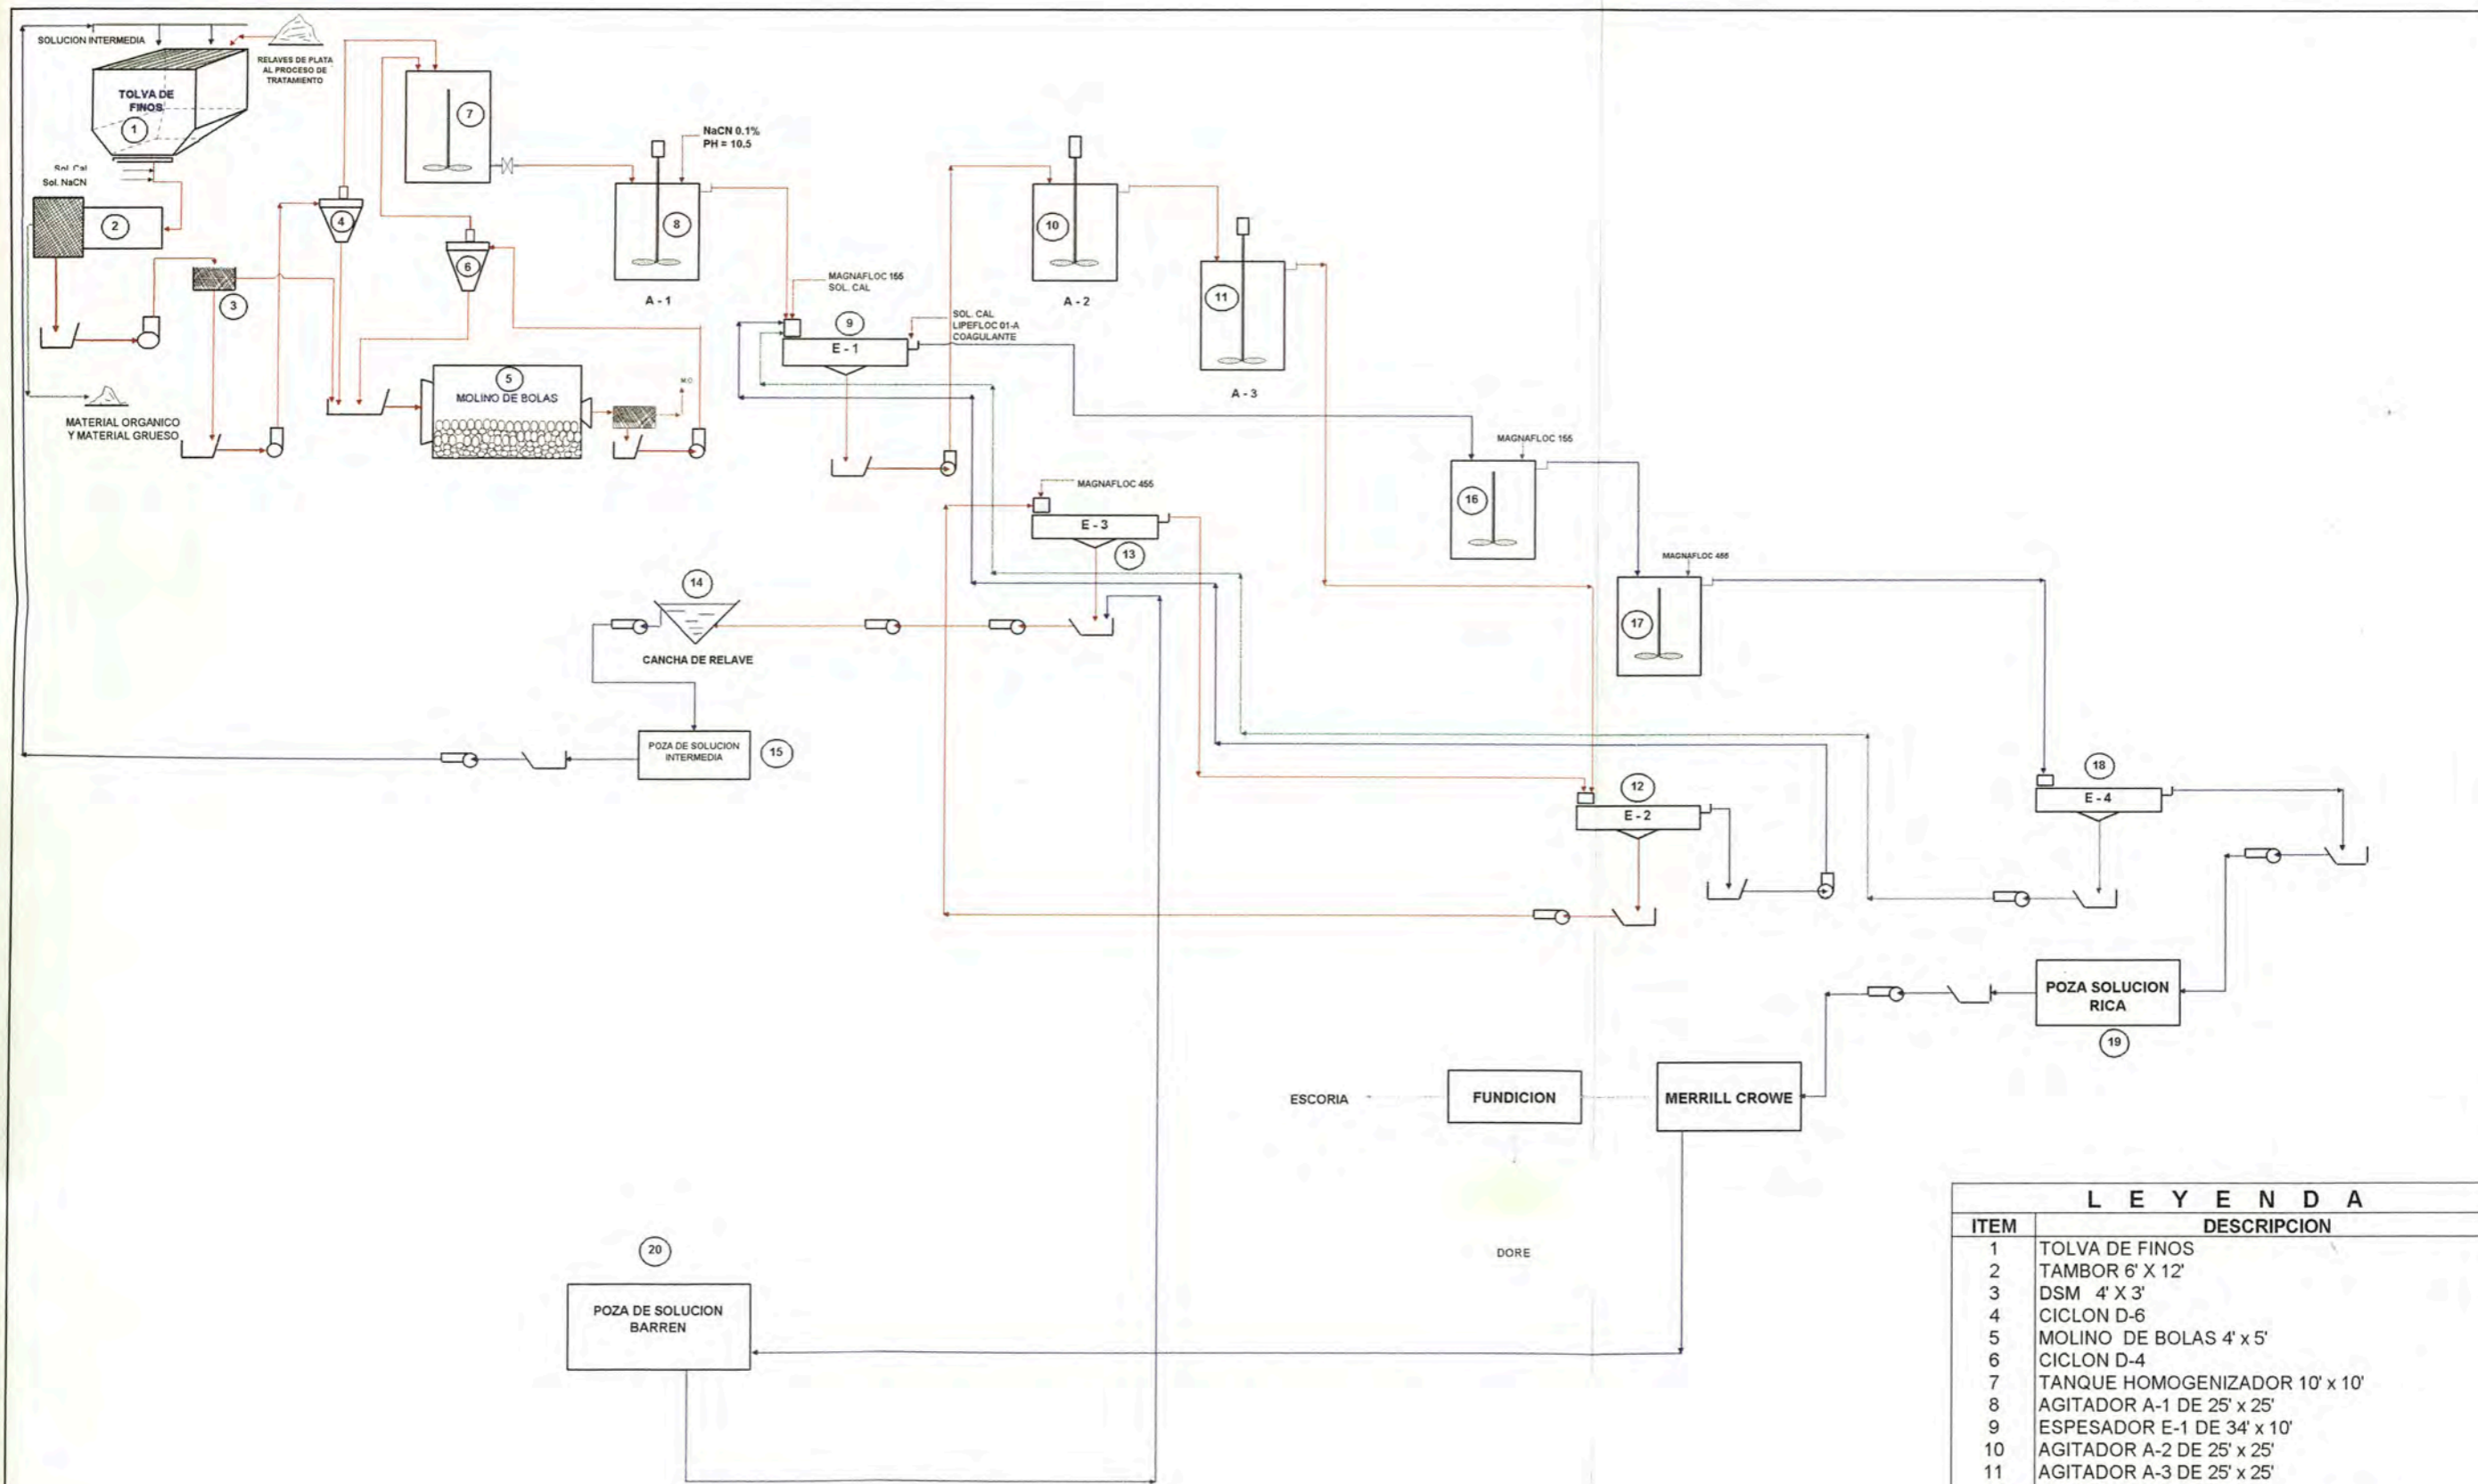 SOLUCION INTERMEDIA
RELAVES DE PLATA
AL PROCESO DE
TRATAMIENTO
TOLVA DE
FINOS
1
Sol. Cal
Sol. NaCN
2
3
MATERIAL ORGANICO
Y MATERIAL GRUESO
4
6
5
MOLINO DE BOLAS
M.O
7
NaCN 0.1%
PH = 10.5
8
A - 1
MAGNAFLOC 155
SOL. CAL
9
E - 1
SOL. CAL
LIPEFLOC 01-A
COAGULANTE
10
A - 2
11
A - 3
MAGNAFLOC 455
E - 3
13
14
CANCHA DE RELAVE
POZA DE SOLUCION
INTERMEDIA
15
MAGNAFLOC 155
16
MAGNAFLOC 455
17
12
E - 2
18
E - 4
POZA SOLUCION
RICA
19
MERRILL CROWE
FUNDICION
ESCORIA
DORE
20
POZA DE SOLUCION
BARREN
L E Y E N D A
ITEM DESCRIPCION
1 TOLVA DE FINOS
2 TAMBOR 6' X 12'
3 DSM 4' X 3'
4 CICLON D-6
5 MOLINO DE BOLAS 4' x 5'
6 CICLON D-4
7 TANQUE HOMOGENIZADOR 10' x 10'
8 AGITADOR A-1 DE 25' x 25'
9 ESPESADOR E-1 DE 34' x 10'
10 AGITADOR A-2 DE 25' x 25'
11 AGITADOR A-3 DE 25' x 25'